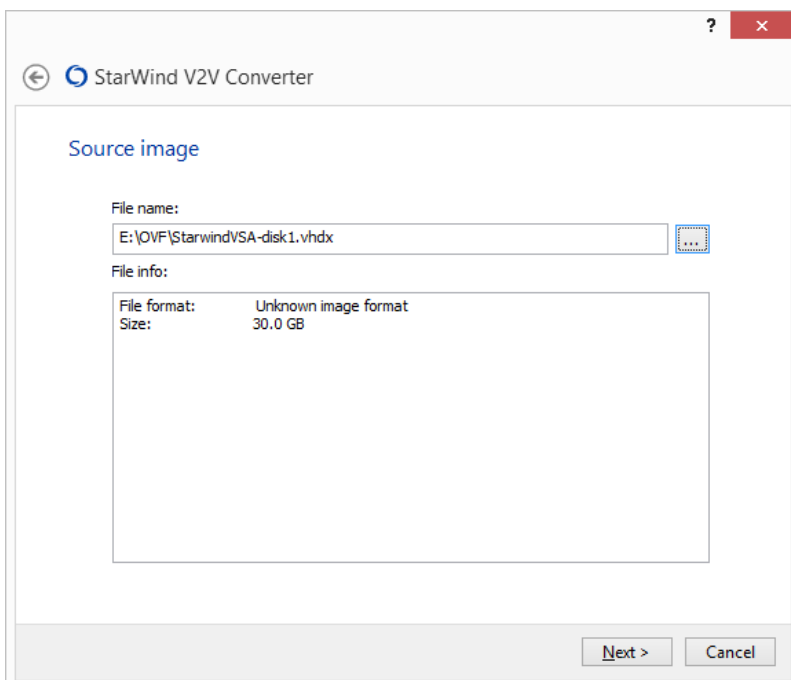 ?
StarWind V2V Converter
Source image
File name:
E:\OVF\StarwindVSA-disk1.vhdx
...
File info:
File format: Unknown image format
Size: 30.0 GB
Next >
Cancel